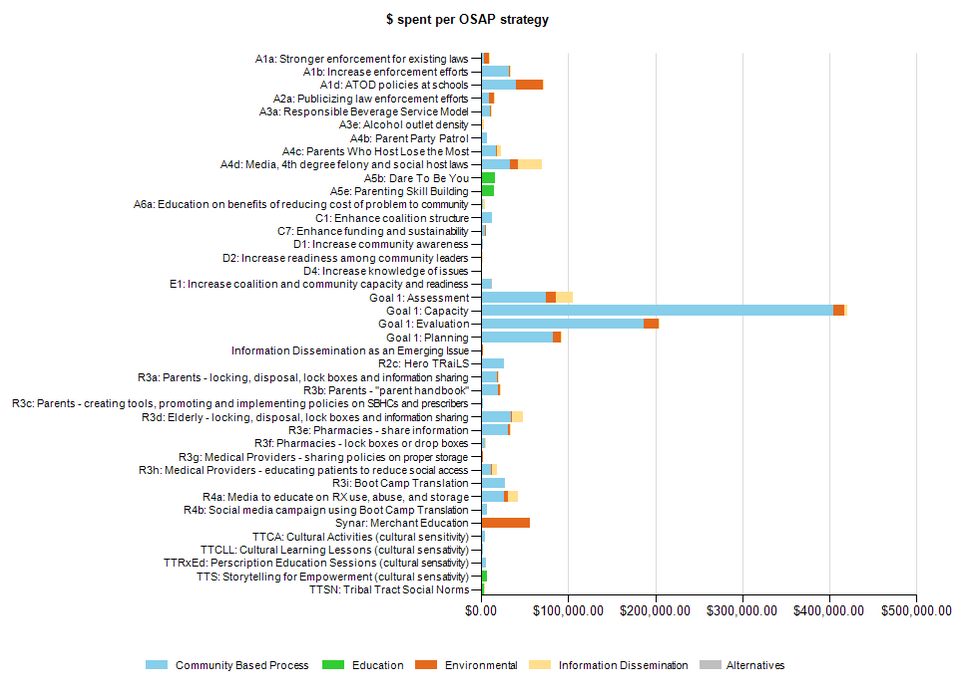 $ spent per OSAP strategy
A1a: Stronger enforcement for existing laws
A1b: Increase enforcement efforts
A1d: ATOD policies at schools
A2a: Publicizing law enforcement efforts
A3a: Responsible Beverage Service Model
A3e: Alcohol outlet density
A4b: Parent Party Patrol
A4c: Parents Who Host Lose the Most
A4d: Media, 4th degree felony and social host laws
A5b: Dare To Be You
A5e: Parenting Skill Building
A6a: Education on benefits of reducing cost of problem to community
C1: Enhance coalition structure
C7: Enhance funding and sustainability
D1: Increase community awareness
D2: Increase readiness among community leaders
D4: Increase knowledge of issues
E1: Increase coalition and community capacity and readiness
Goal 1: Assessment
Goal 1: Capacity
Goal 1: Evaluation
Goal 1: Planning
Information Dissemination as an Emerging Issue
R2c: Hero TRaiLS
R3a: Parents - locking, disposal, lock boxes and information sharing
R3b: Parents - "parent handbook"
R3c: Parents - creating tools, promoting and implementing policies on SBHCs and prescribers
R3d: Elderly - locking, disposal, lock boxes and information sharing
R3e: Pharmacies - share information
R3f: Pharmacies - lock boxes or drop boxes
R3g: Medical Providers - sharing policies on proper storage
R3h: Medical Providers - educating patients to reduce social access
R3i: Boot Camp Translation
R4a: Media to educate on RX use, abuse, and storage
R4b: Social media campaign using Boot Camp Translation
Synar: Merchant Education
TTCA: Cultural Activities (cultural sensitivity)
TTCLL: Cultural Learning Lessons (cultural sensativity)
TTRxEd: Perscription Education Sessions (cultural sensativity)
TTS: Storytelling for Empowerment (cultural sensativity)
TTSN: Tribal Tract Social Norms
$0.00 $100,000.00 $200,000.00 $300,000.00 $400,000.00 $500,000.00
Community Based Process Education Environmental Information Dissemination Alternatives